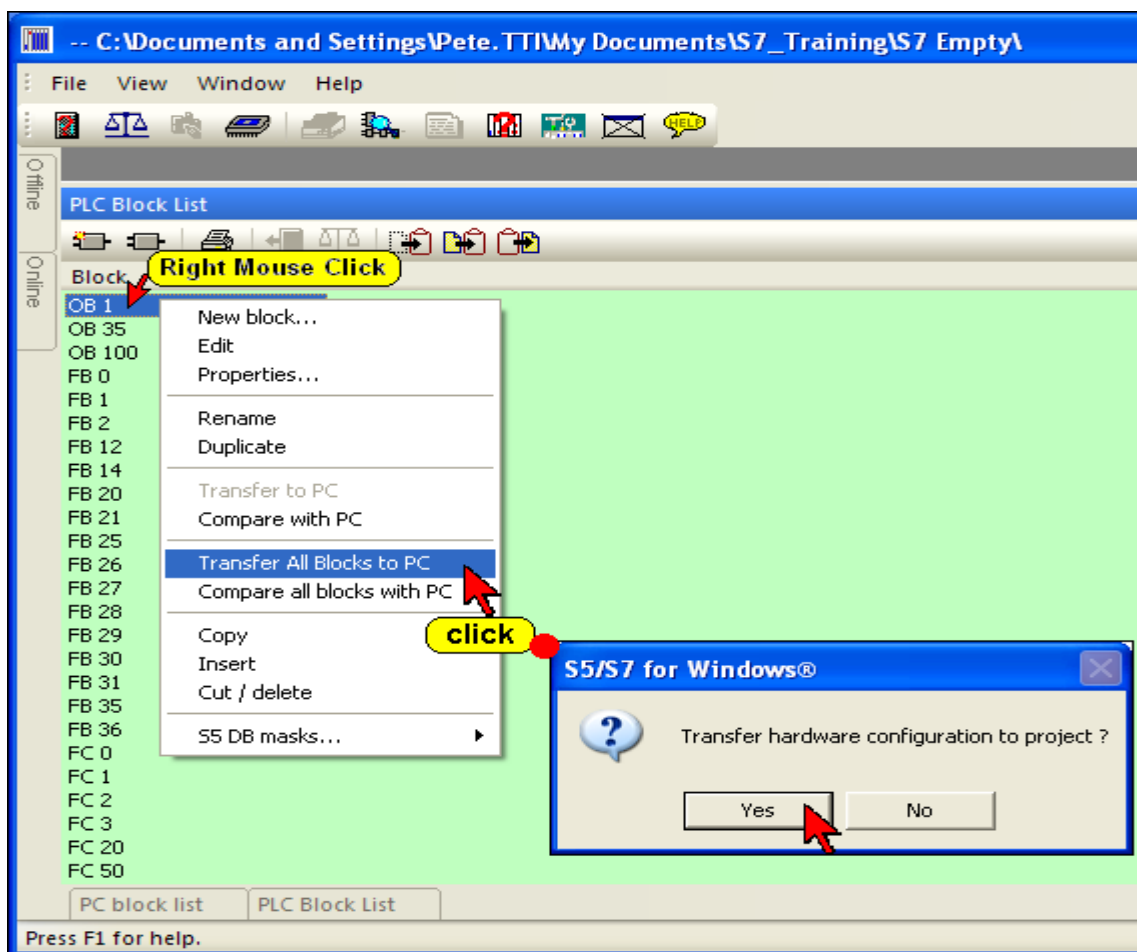 -- C:\Documents and Settings\Pete.TTI\My Documents\S7_Training\S7 Empty\
File View Window Help
HELP
Offline
Online
PLC Block List
Block
Right Mouse Click
OB 1
OB 35
OB 100
FB 0
FB 1
FB 2
FB 12
FB 14
FB 20
FB 21
FB 25
FB 26
FB 27
FB 28
FB 29
FB 30
FB 31
FB 35
FB 36
FC 0
FC 1
FC 2
FC 3
FC 20
FC 50
New block...
Edit
Properties...
Rename
Duplicate
Transfer to PC
Compare with PC
Transfer All Blocks to PC
Compare all blocks with PC
Copy
Insert
Cut / delete
S5 DB masks...
click
S5/S7 for Windows®
Transfer hardware configuration to project ?
Yes No
PC block list PLC Block List
Press F1 for help.